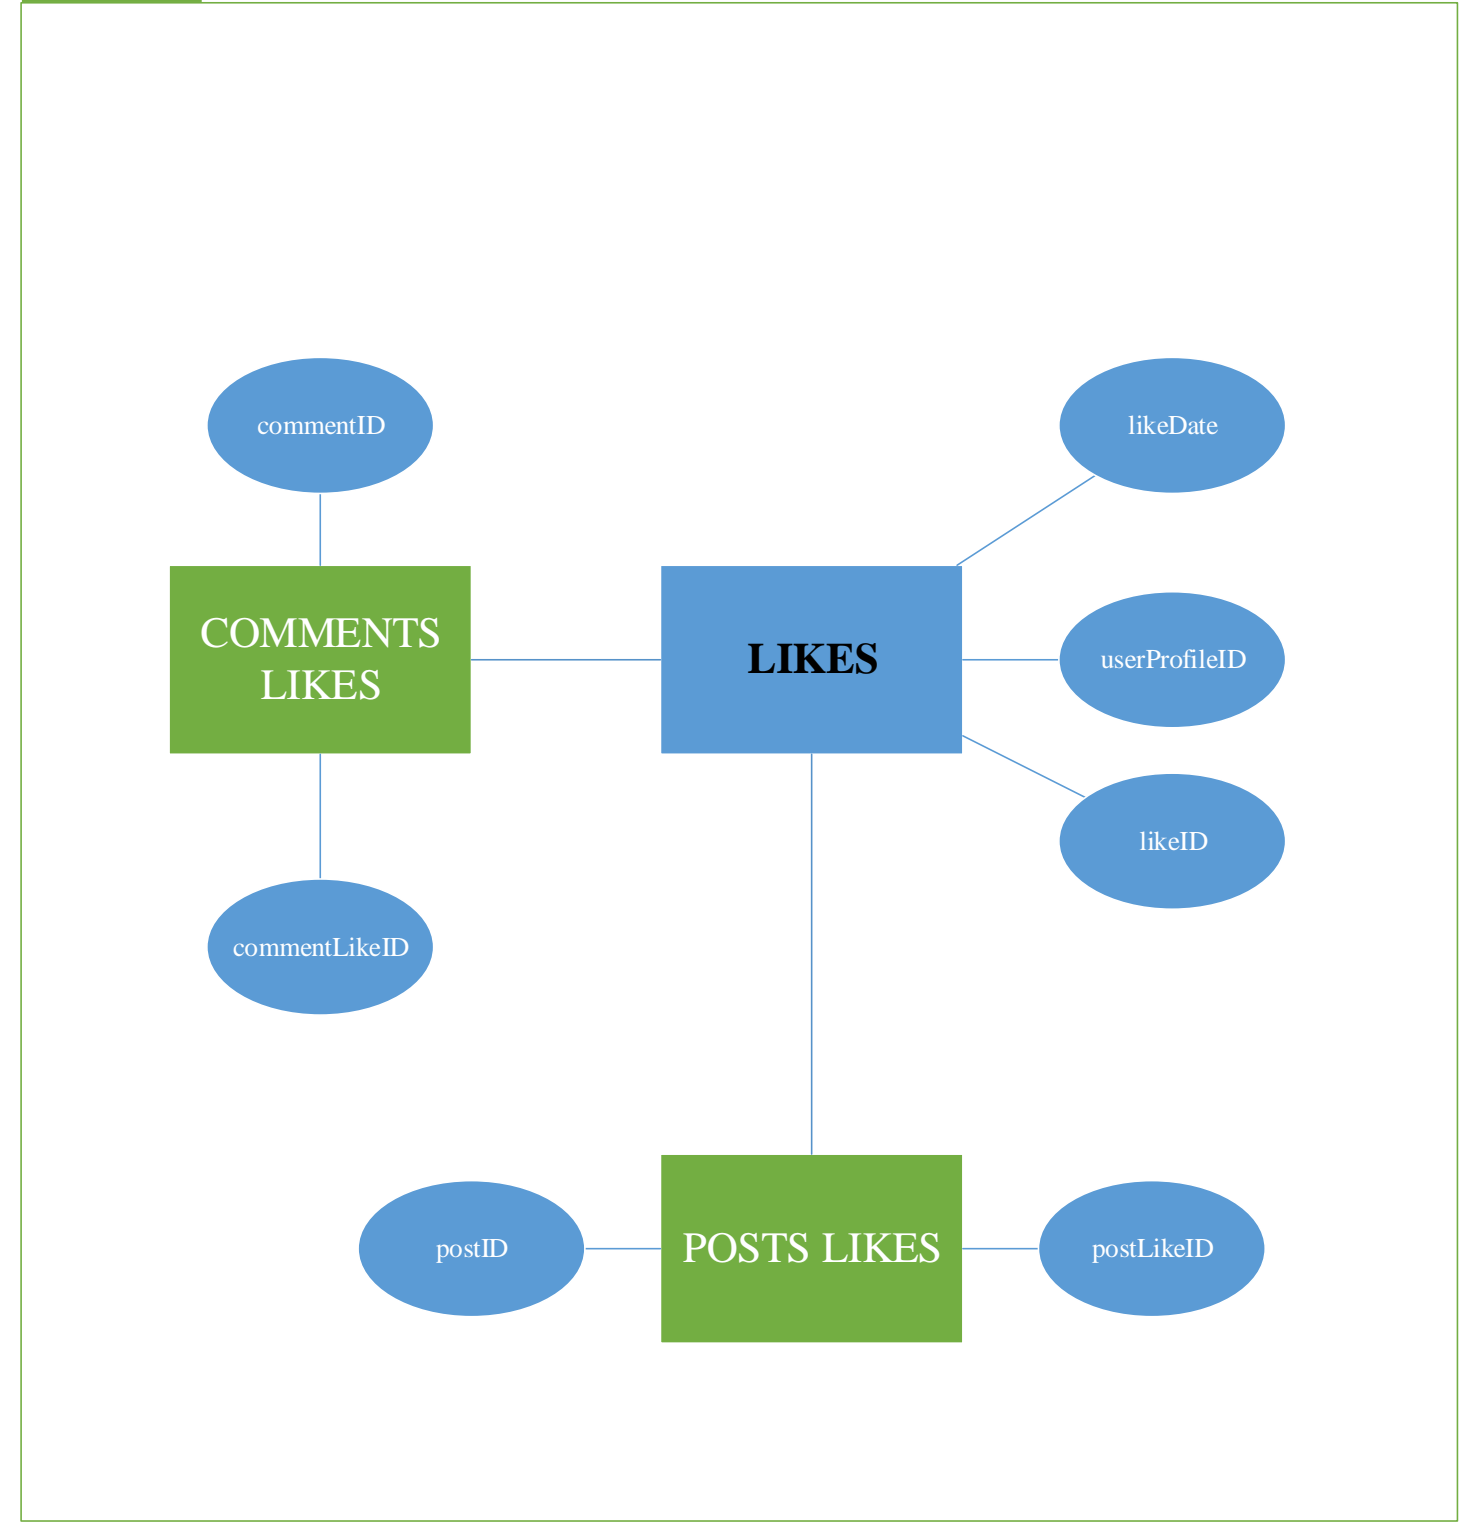 commentID
likeDate
COMMENTS
LIKES
LIKES
userProfileID
likeID
commentLikeID
postID
POSTS LIKES
postLikeID